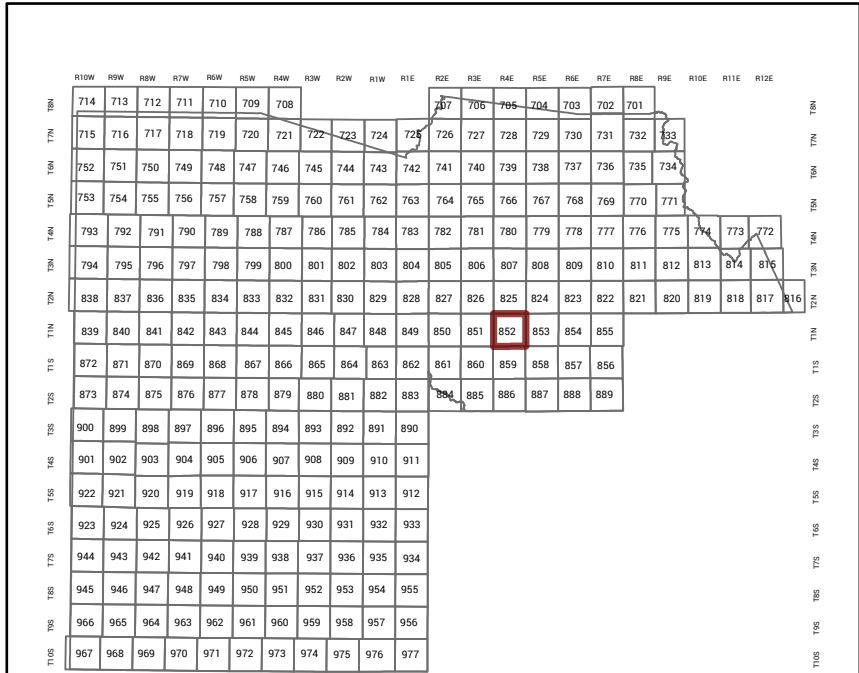 R10W R9W R8W R7W R6W R5W R4W R3W R2W R1W R1E R2E R3E R4E R5E R6E R7E R8E R9E R10E R11E R12E
T8N 714 713 712 711 710 709 708 707 706 705 704 703 702 701 T8N
T7N 715 716 717 718 719 720 721 722 723 724 725 726 727 728 729 730 731 732 733 T7N
T6N 752 751 750 749 748 747 746 745 744 743 742 741 740 739 738 737 736 735 734 T6N
T5N 753 754 755 756 757 758 759 760 761 762 763 764 765 766 767 768 769 770 771 T5N
T4N 793 792 791 790 789 788 787 786 785 784 783 782 781 780 779 778 777 776 775 774 773 772 T4N
T3N 794 795 796 797 798 799 800 801 802 803 804 805 806 807 808 809 810 811 812 813 814 815 T3N
T2N 838 837 836 835 834 833 832 831 830 829 828 827 826 825 824 823 822 821 820 819 818 817 816 T2N
T1N 839 840 841 842 843 844 845 846 847 848 849 850 851 852 853 854 855 T1N
T1S 872 871 870 869 868 867 866 865 864 863 862 861 860 859 858 857 856 T1S
T2S 873 874 875 876 877 878 879 880 881 882 883 884 885 886 887 888 889 T2S
T3S 900 899 898 897 896 895 894 893 892 891 890 T3S
T4S 901 902 903 904 905 906 907 908 909 910 911 T4S
T5S 922 921 920 919 918 917 916 915 914 913 912 T5S
T6S 923 924 925 926 927 928 929 930 931 932 933 T6S
T7S 944 943 942 941 940 939 938 937 936 935 934 T7S
T8S 945 946 947 948 949 950 951 952 953 954 955 T8S
T9S 966 965 964 963 962 961 960 959 958 957 956 T9S
T10S 967 968 969 970 971 972 973 974 975 976 977 T10S